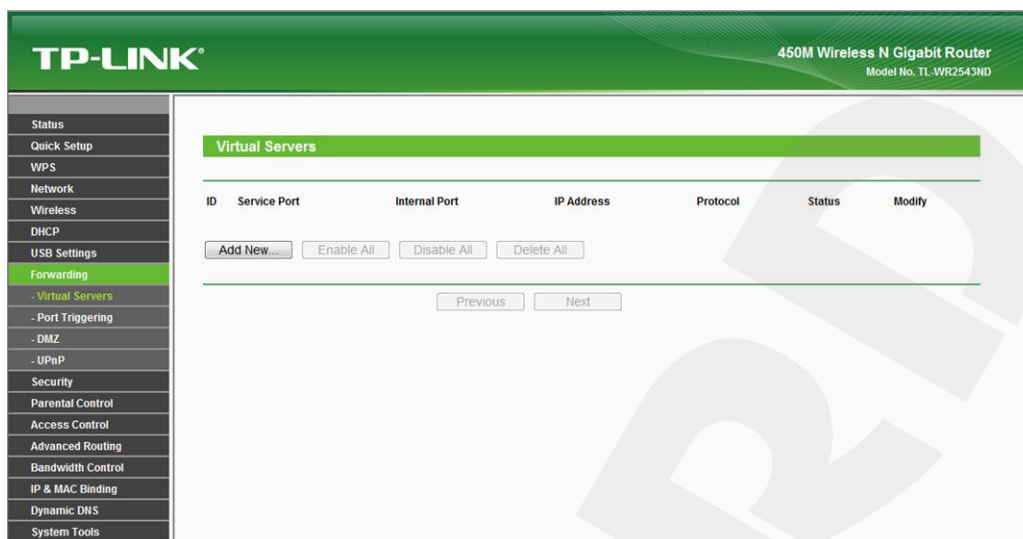 TP-LINK®
450M Wireless N Gigabit Router
Model No. TL-WR2543ND
Status
Quick Setup
WPS
Network
Wireless
DHCP
USB Settings
Forwarding
- Virtual Servers
- Port Triggering
- DMZ
- UPnP
Security
Parental Control
Access Control
Advanced Routing
Bandwidth Control
IP & MAC Binding
Dynamic DNS
System Tools
Virtual Servers
ID Service Port Internal Port IP Address Protocol Status Modify
Add New... Enable All Disable All Delete All
Previous Next